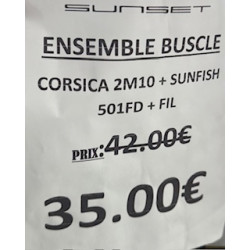 SUNSET
ENSEMBLE BUSCLE
CORSICA 2M10 + SUNFISH
501FD + FIL
PRIX: 42.00€
35.00€